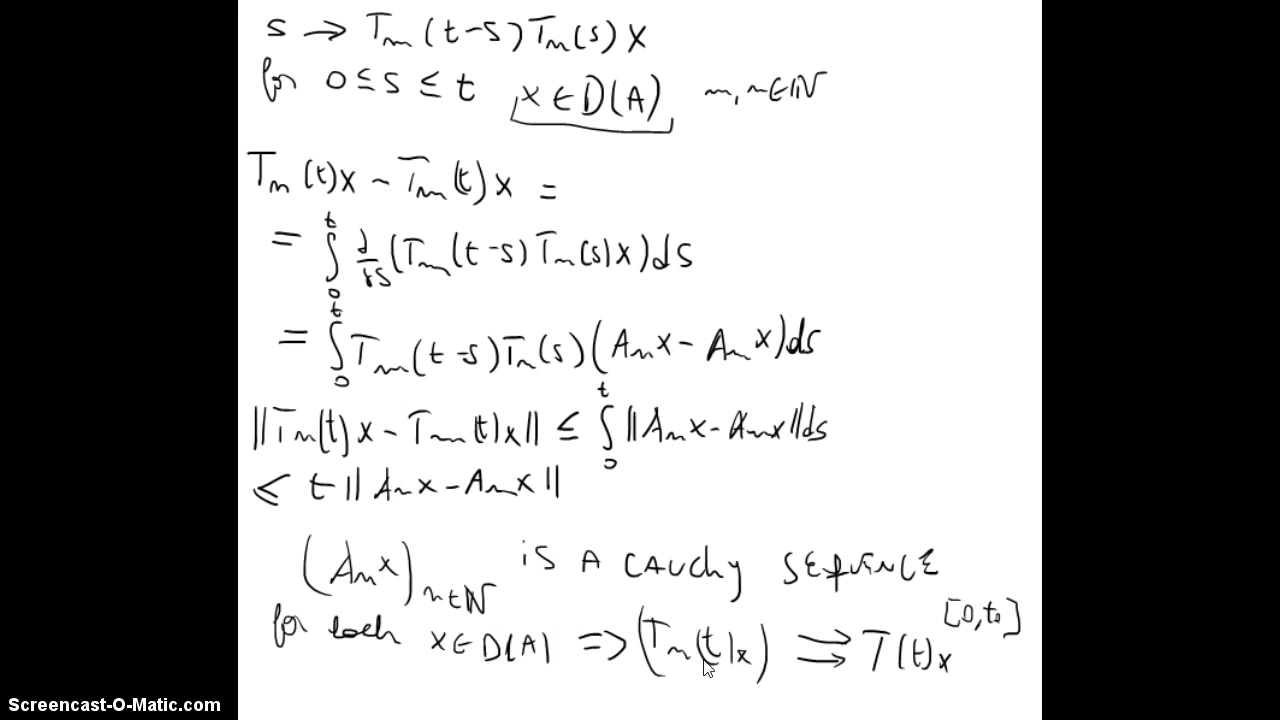 s → T_m (t-s) T_n(s) x
for 0 ≤ s ≤ t x ∈ D(A) m, n ∈ ℕ
T_n (t)x - T_m (t) x =
= ∫_0^t d/ds (T_m (t-s) T_n (s) x) ds
= ∫_0^t T_m (t-s) T_n (s) (A_n x - A_m x) ds
||T_n(t) x - T_m (t) x|| ≤ ∫_0^t ||A_n x - A_m x|| ds
≤ t || A_n x - A_m x ||
(A_n x)_{n∈ℕ} is A CAUCHY SEQUENCE
for each x ∈ D(A) => (T_n (t) x) ⇉ T(t) x [0, t_0]
Screencast-O-Matic.com